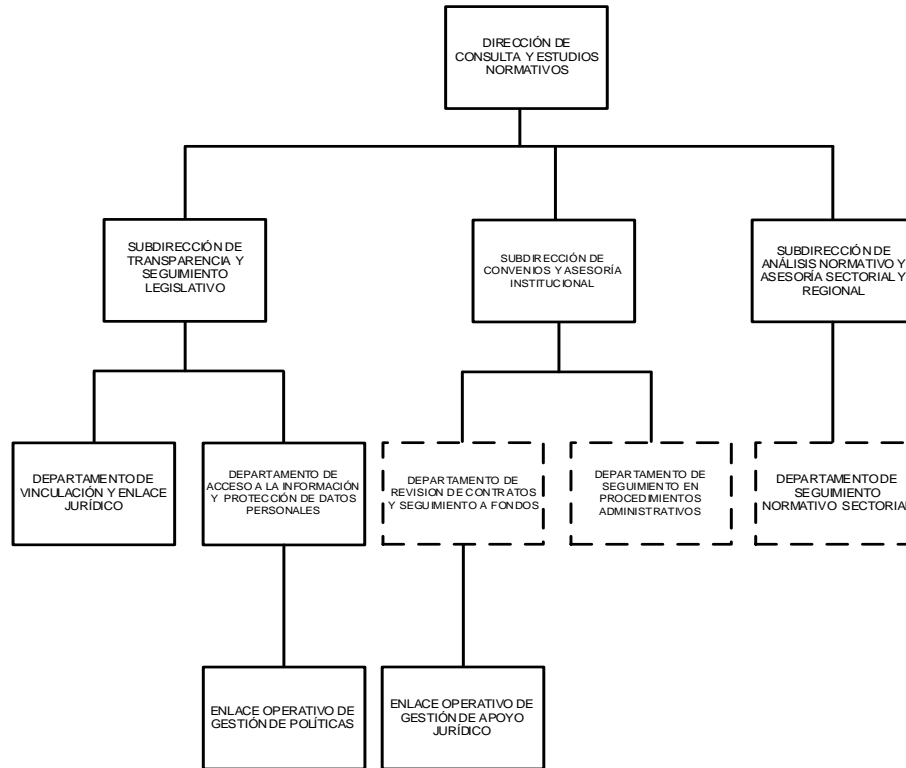 DIRECCIÓN DE
CONSULTA Y ESTUDIOS
NORMATIVOS
SUBDIRECCIÓN DE
TRANSPARENCIA Y
SEGUIMIENTO
LEGISLATIVO
SUBDIRECCIÓN DE
CONVENIOS Y ASESORÍA
INSTITUCIONAL
SUBDIRECCIÓN DE
ANÁLISIS NORMATIVO Y
ASESORÍA SECTORIAL Y
REGIONAL
DEPARTAMENTO DE
VINCULACIÓN Y ENLACE
JURÍDICO
DEPARTAMENTO DE
ACCESO A LA INFORMACIÓN
Y PROTECCIÓN DE DATOS
PERSONALES
DEPARTAMENTO DE
REVISION DE CONTRATOS
Y SEGUIMIENTO A FONDOS
DEPARTAMENTO DE
SEGUIMIENTO EN
PROCEDIMIENTOS
ADMINISTRATIVOS
DEPARTAMENTO DE
SEGUIMIENTO
NORMATIVO SECTORIAL
ENLACE OPERATIVO DE
GESTIÓN DE POLÍTICAS
ENLACE OPERATIVO DE
GESTIÓN DE APOYO
JURÍDICO